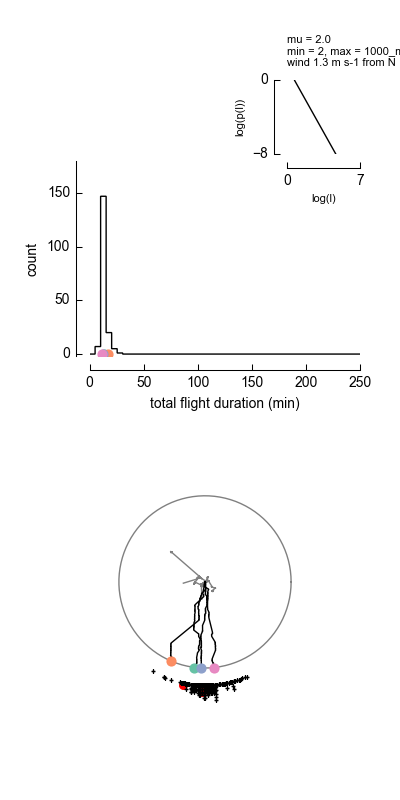 mu = 2.0
min = 2, max = 1000_m
wind 1.3 m s-1 from N
0
−8
log(p(l))
0
7
log(l)
150
100
50
0
count
0
50
100
150
200
250
total flight duration (min)